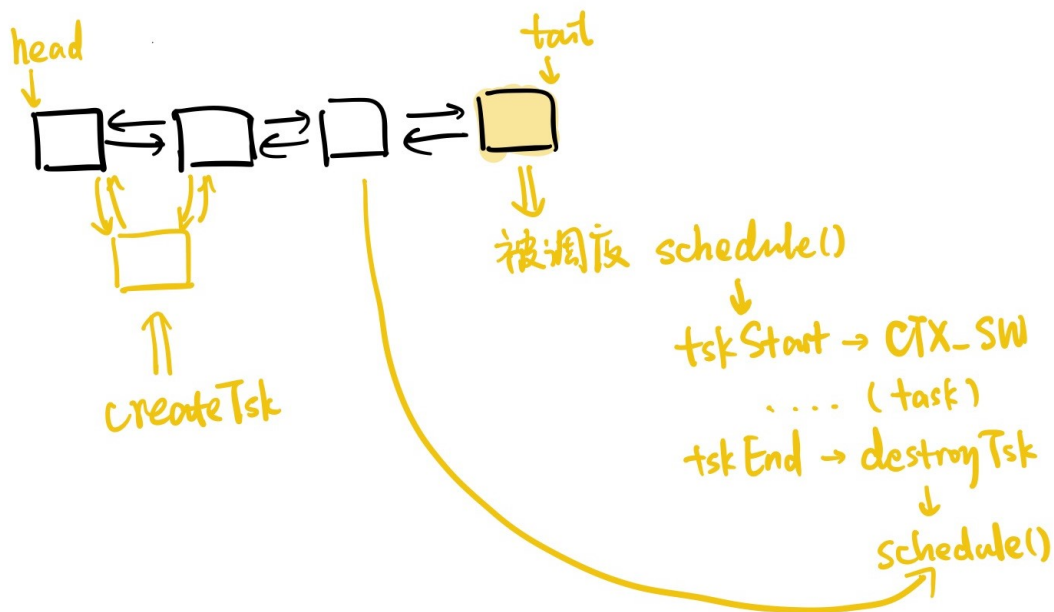 head
tail
被调度 schedule()
tskStart → CTX_SW
.... (task)
createTsk
tskEnd → destroyTsk
schedule()